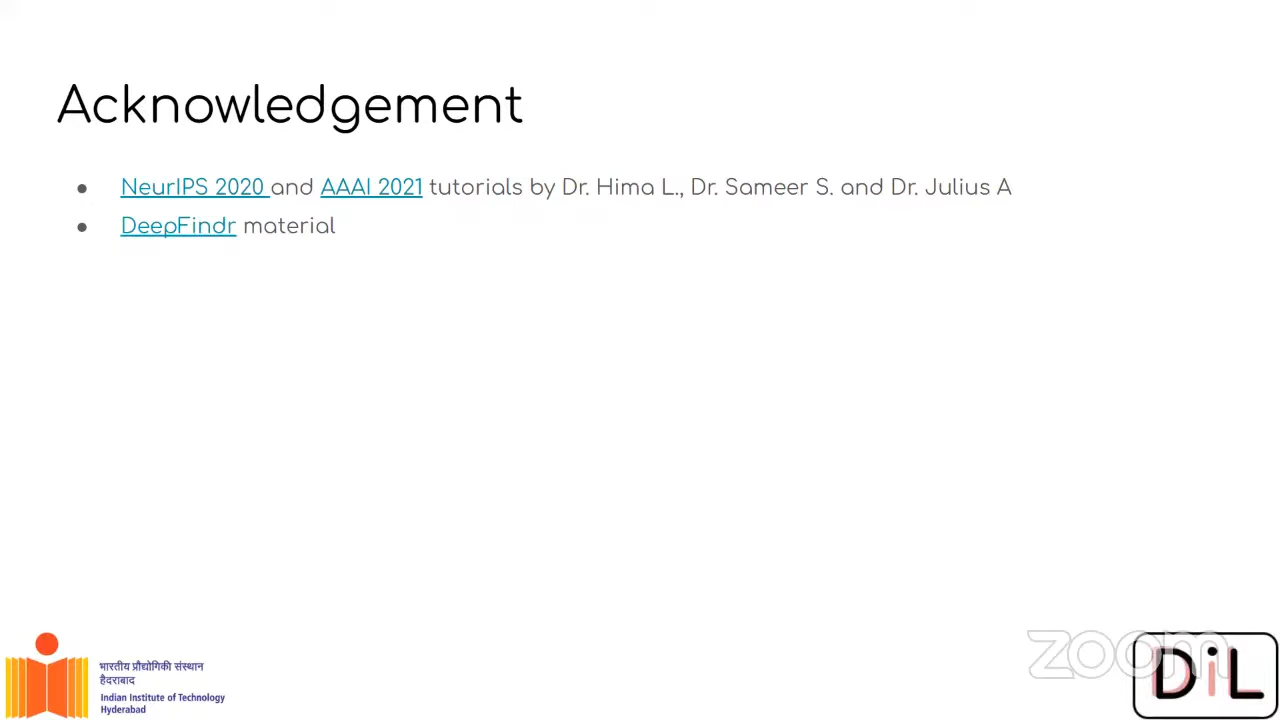 Acknowledgement
● NeurIPS 2020 and AAAI 2021 tutorials by Dr. Hima L., Dr. Sameer S. and Dr. Julius A
● DeepFindr material
भारतीय प्रौद्योगिकी संस्थान
हैदराबाद
Indian Institute of Technology
Hyderabad
zoom
DiL